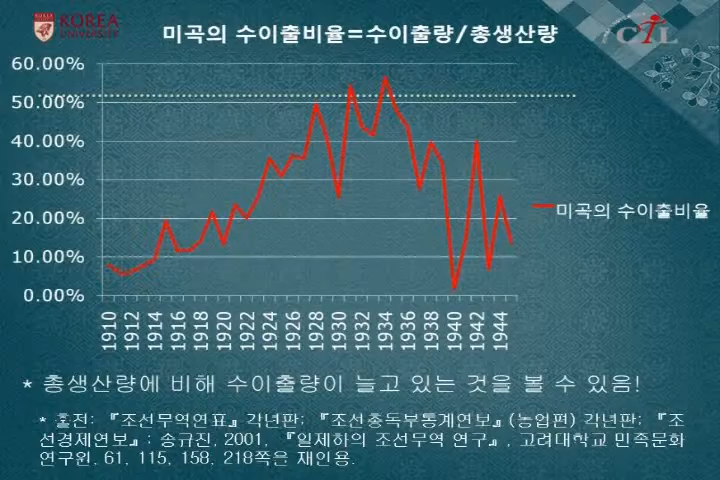 KOREA
UNIVERSITY
미곡의 수이출비율=수이출량/총생산량
CTL
60.00%
50.00%
40.00%
30.00%
20.00%
10.00%
0.00%
1910
1912
1914
1916
1918
1920
1922
1924
1926
1928
1930
1932
1934
1936
1938
1940
1942
1944
미곡의 수이출비율
* 총생산량에 비해 수이출량이 늘고 있는 것을 볼 수 있음!
* 출전: 『조선무역연표』 각년판; 『조선총독부통계연보』(농업편) 각년판; 『조
선경제연보』; 송규진, 2001, 『일제하의 조선무역 연구』, 고려대학교 민족문화
연구원, 61, 115, 158, 218쪽은 재인용.